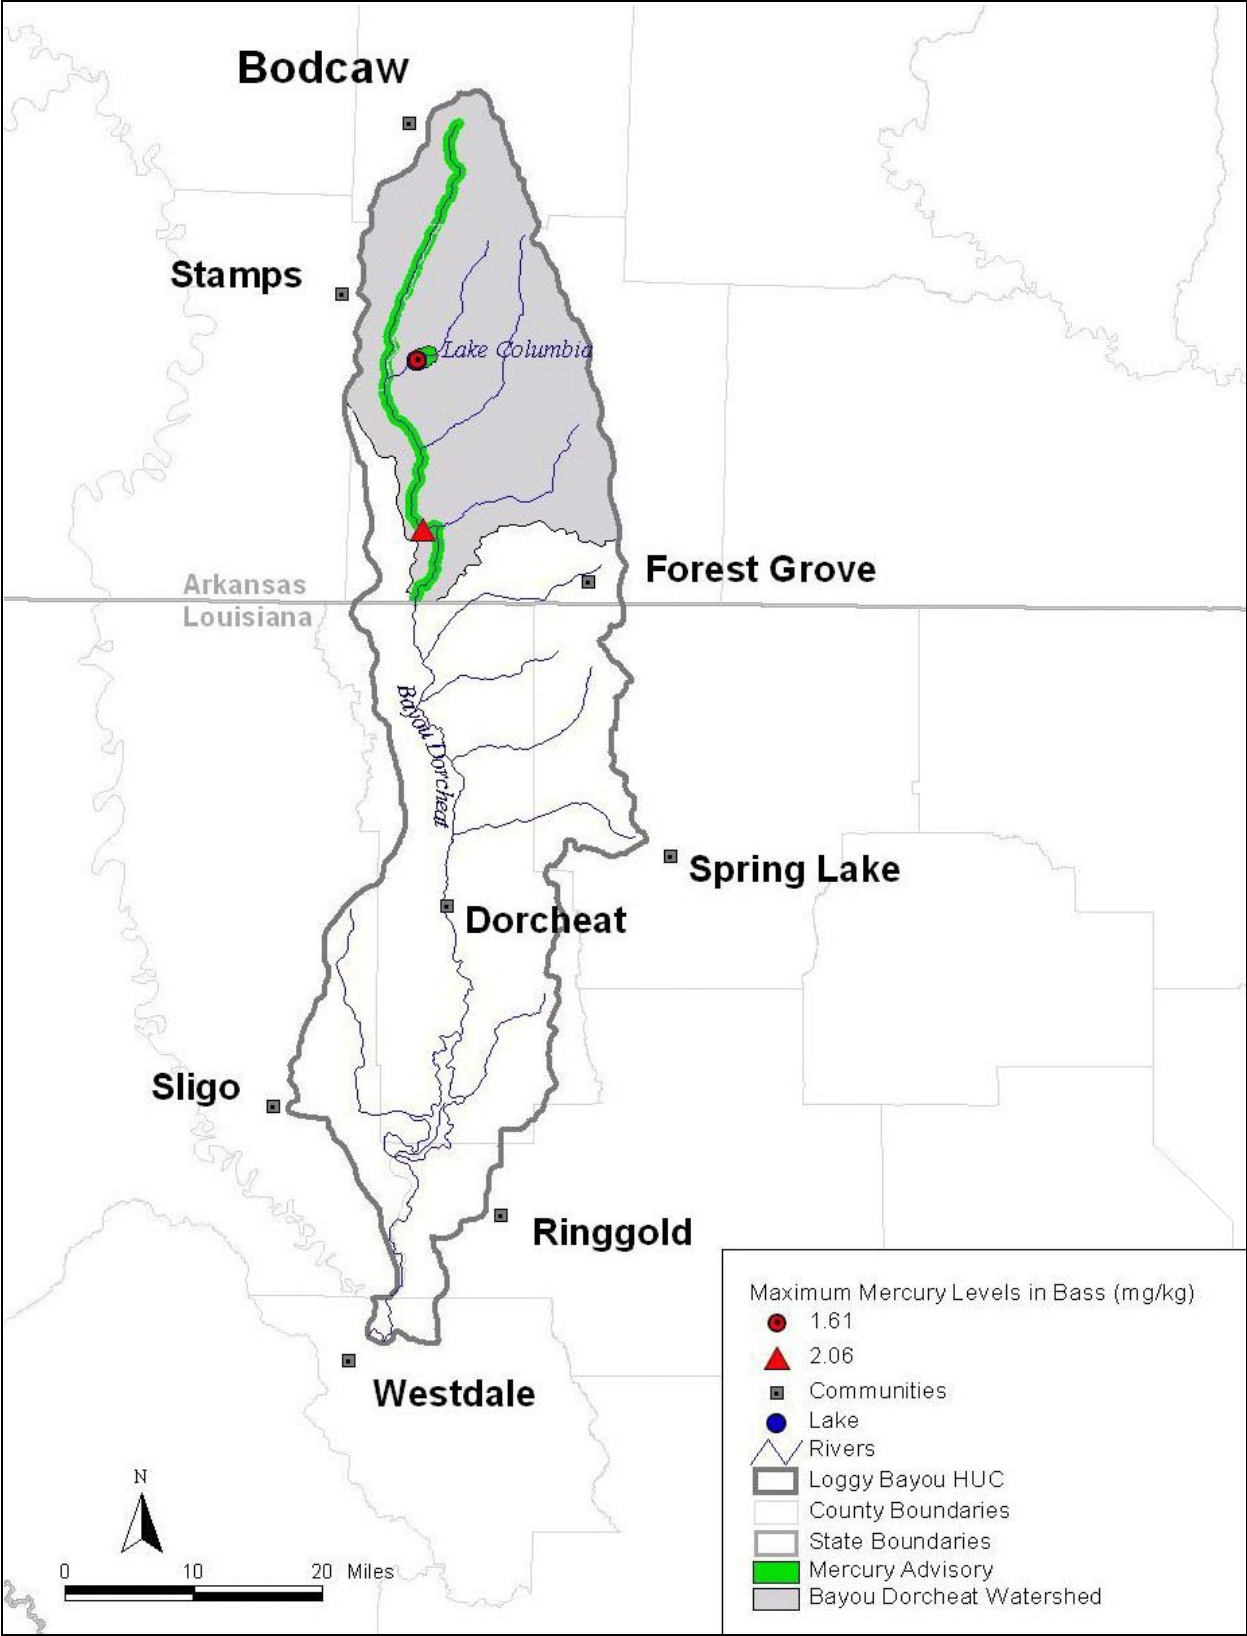 Bodcaw
Stamps
Lake Columbia
Forest Grove
Arkansas
Louisiana
Bayou Dorcheat
Spring Lake
Dorcheat
Sligo
Ringgold
Westdale
Maximum Mercury Levels in Bass (mg/kg)
1.61
2.06
Communities
Lake
Rivers
Loggy Bayou HUC
County Boundaries
State Boundaries
Mercury Advisory
Bayou Dorcheat Watershed
N
0 10 20 Miles